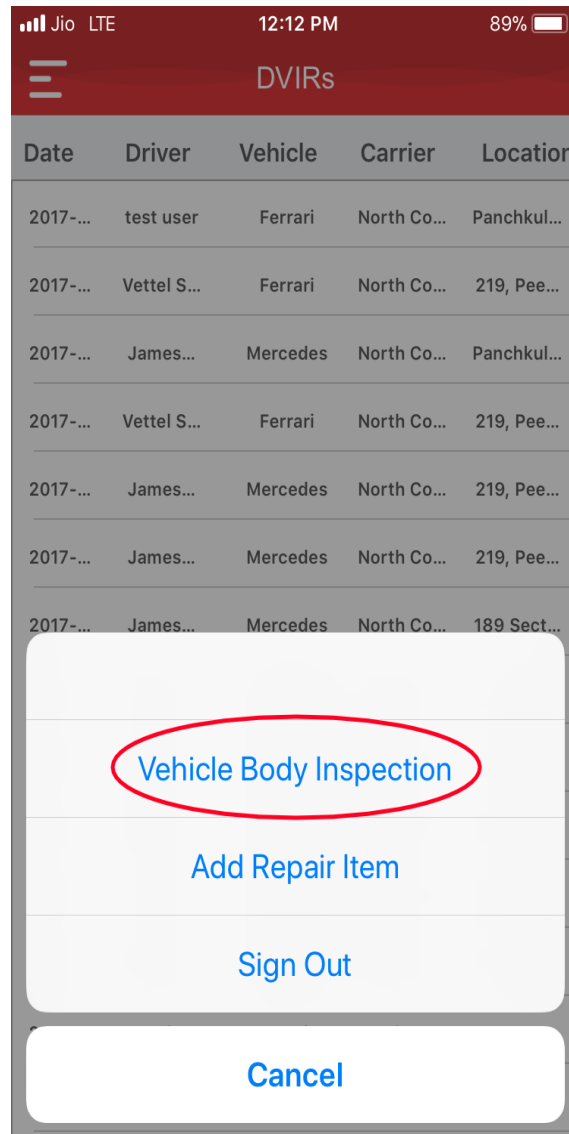 Jio LTE 12:12 PM 89%
DVIRs
Date Driver Vehicle Carrier Location
2017-... test user Ferrari North Co... Panchkul...
2017-... Vettel S... Ferrari North Co... 219, Pee...
2017-... James... Mercedes North Co... Panchkul...
2017-... Vettel S... Ferrari North Co... 219, Pee...
2017-... James... Mercedes North Co... 219, Pee...
2017-... James... Mercedes North Co... 219, Pee...
2017-... James... Mercedes North Co... 189 Sect...
Vehicle Body Inspection
Add Repair Item
Sign Out
Cancel